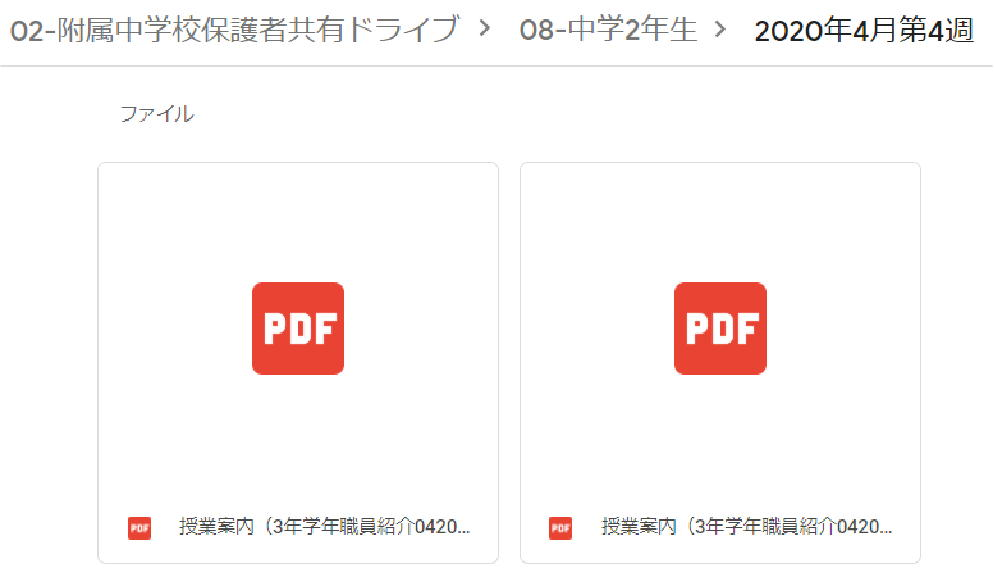 02-附属中学校保護者共有ドライブ > 08-中学2年生 > 2020年4月第4週
ファイル
PDF PDF
PDF 授業案内（3年学年職員紹介0420... PDF 授業案内（3年学年職員紹介0420...